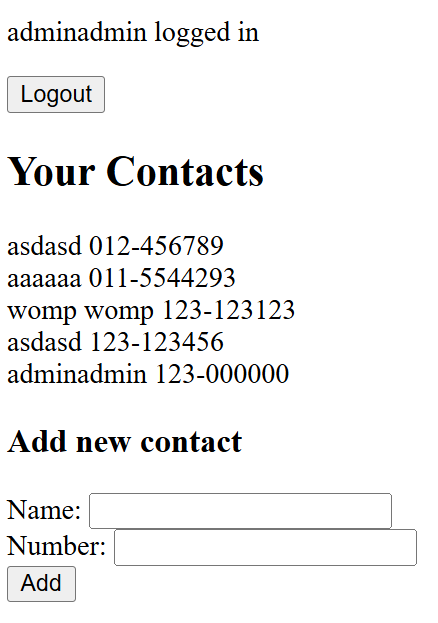 adminadmin logged in
Logout
Your Contacts
asdasd 012-456789
aaaaaa 011-5544293
womp womp 123-123123
asdasd 123-123456
adminadmin 123-000000
Add new contact
Name:
Number:
Add